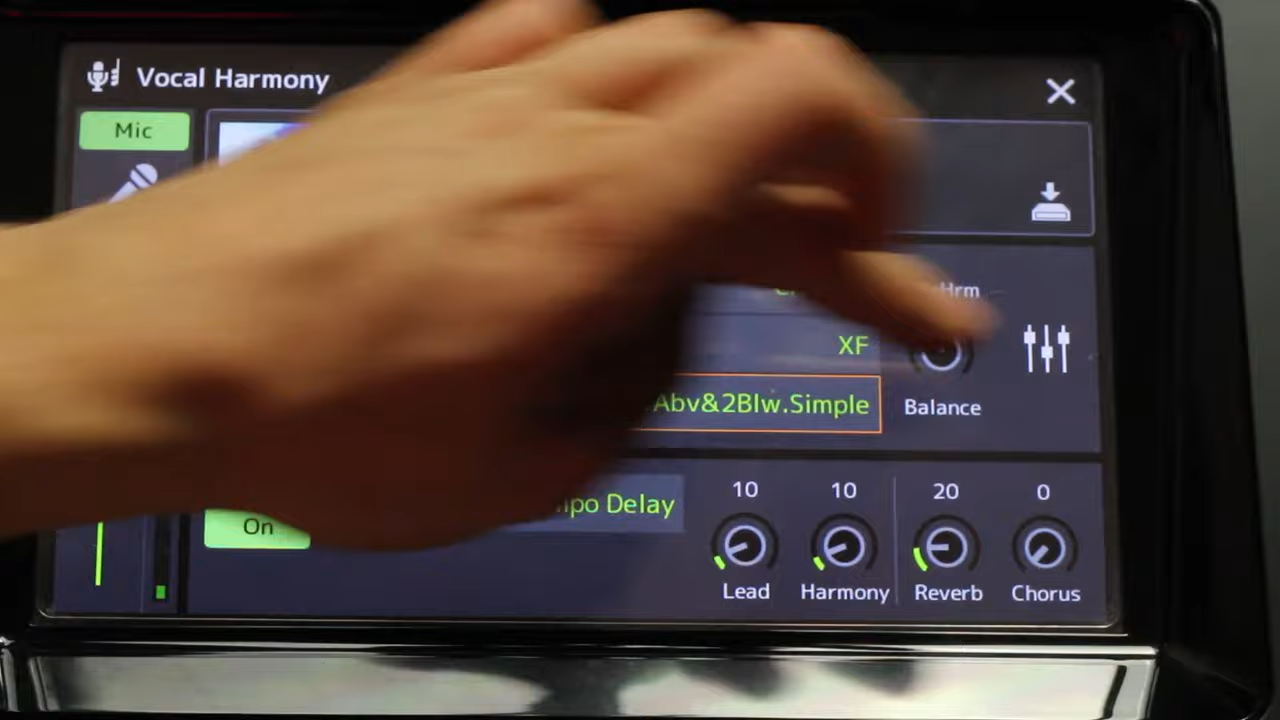 Vocal Harmony
Mic
Hrm
XF
Abv&2Blw.Simple
Balance
On
Delay
10 10 20 0
Lead Harmony Reverb Chorus